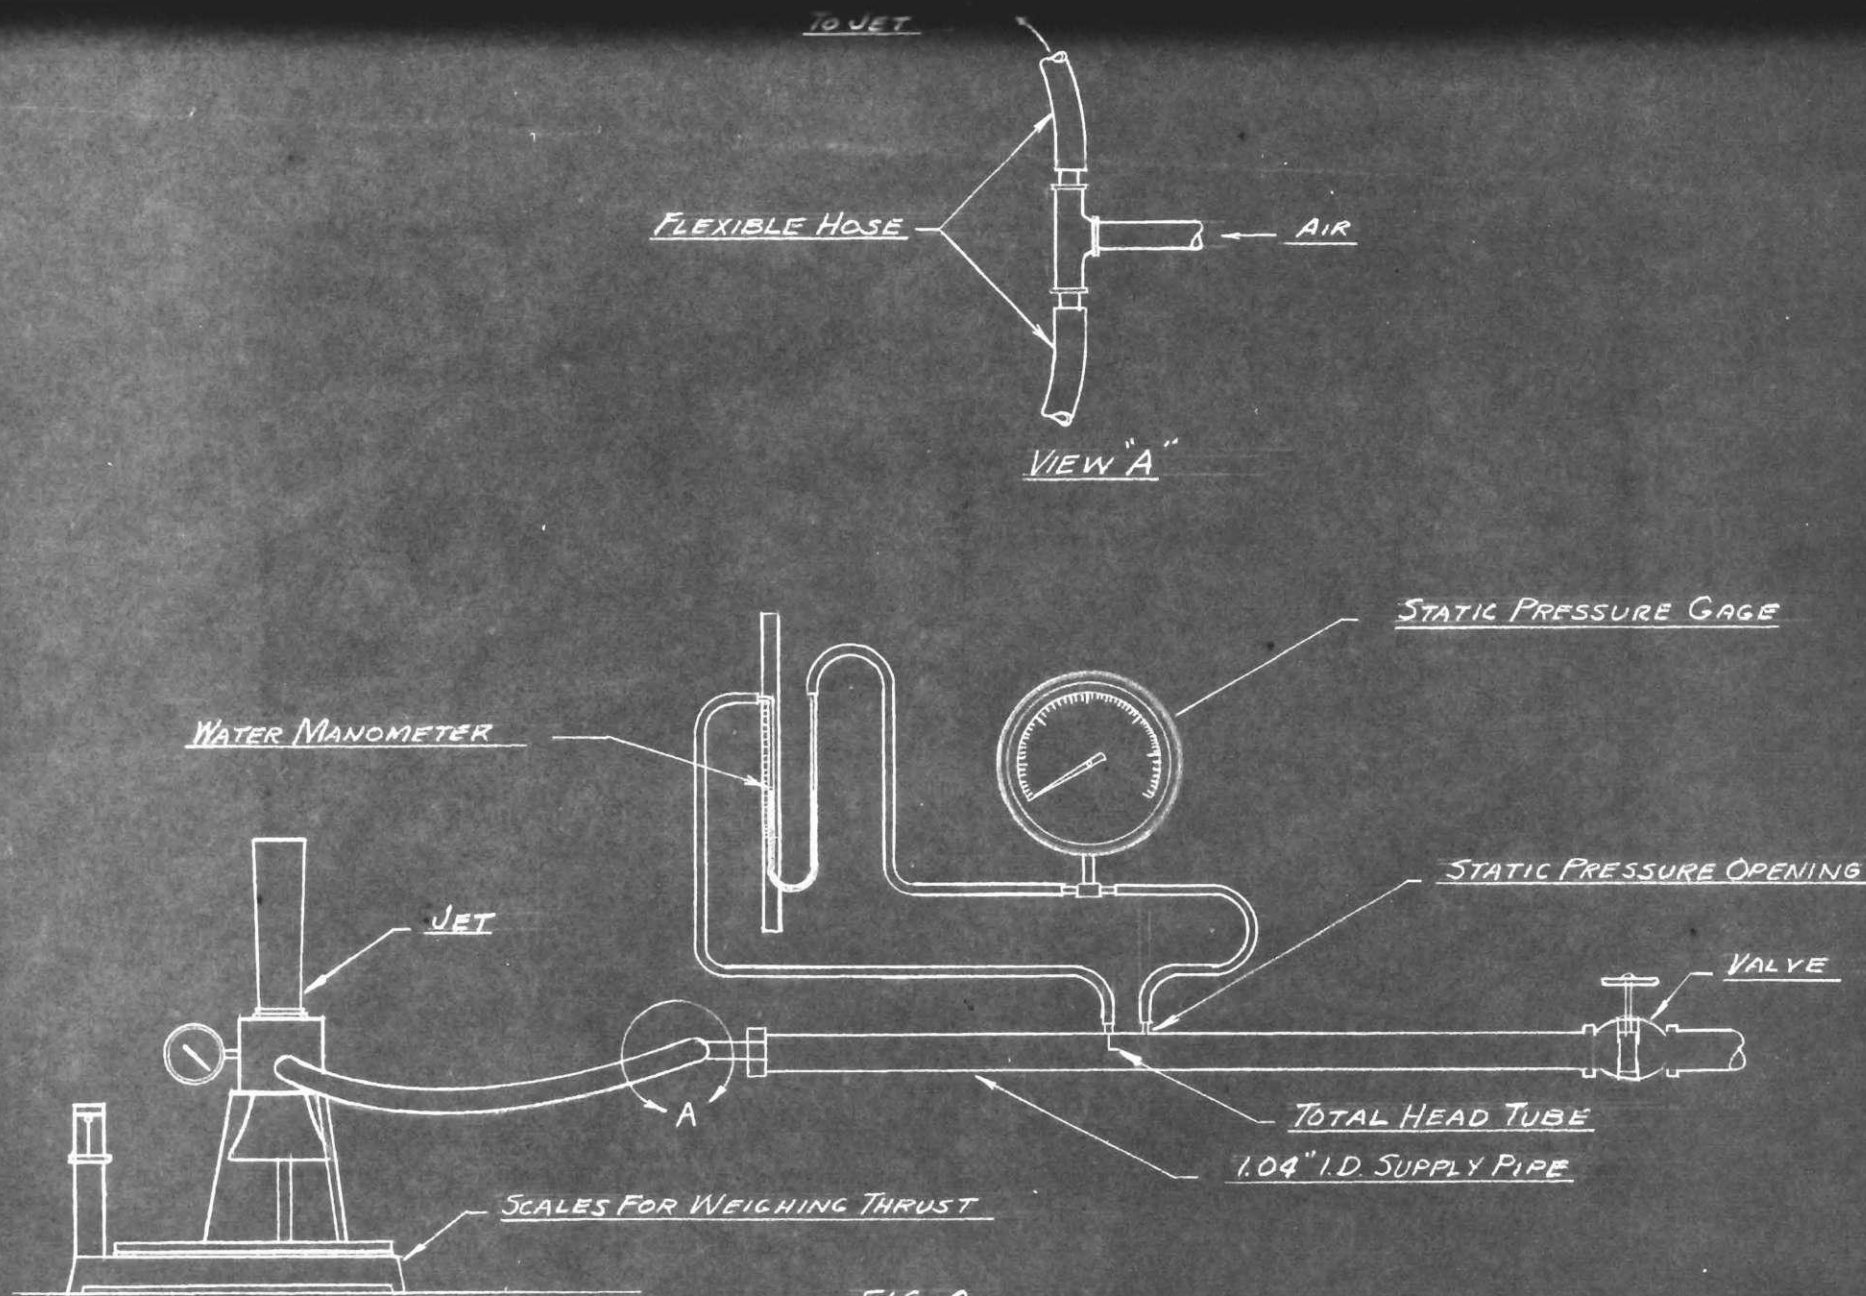 TO JET
FLEXIBLE HOSE
AIR
VIEW "A"
STATIC PRESSURE GAGE
WATER MANOMETER
STATIC PRESSURE OPENING
JET
VALVE
A
TOTAL HEAD TUBE
1.04" I.D. SUPPLY PIPE
SCALES FOR WEIGHING THRUST
FIG.